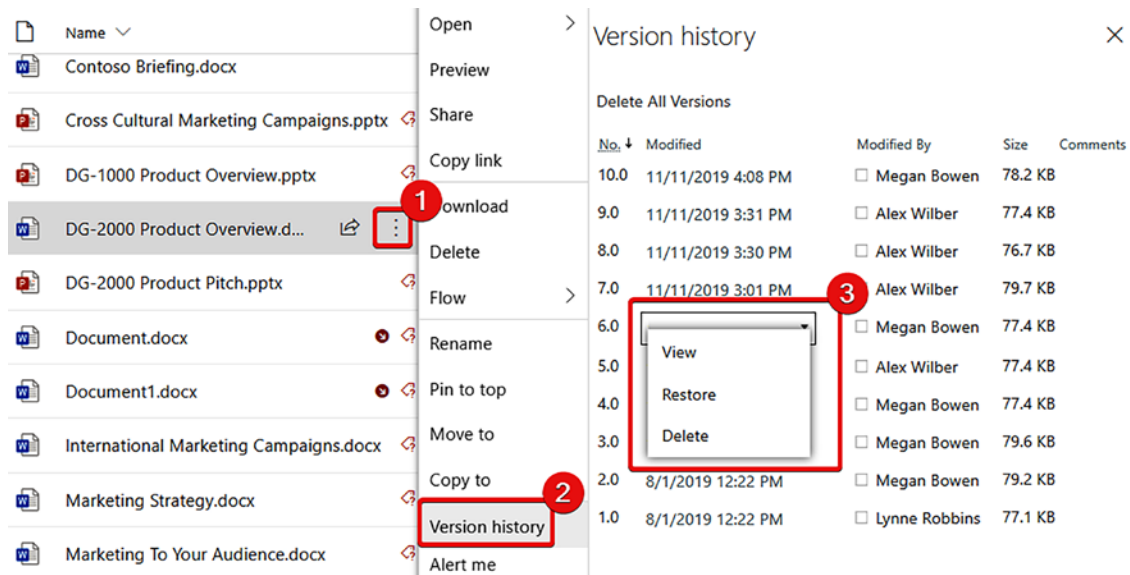 Name
Contoso Briefing.docx
Cross Cultural Marketing Campaigns.pptx
DG-1000 Product Overview.pptx
DG-2000 Product Overview.d...
DG-2000 Product Pitch.pptx
Document.docx
Document1.docx
International Marketing Campaigns.docx
Marketing Strategy.docx
Marketing To Your Audience.docx
1
Open
Preview
Share
Copy link
ownload
Delete
Flow
Rename
Pin to top
Move to
Copy to
2
Version history
Alert me
Version history
Delete All Versions
No. Modified Modified By Size Comments
10.0 11/11/2019 4:08 PM Megan Bowen 78.2 KB
9.0 11/11/2019 3:31 PM Alex Wilber 77.4 KB
8.0 11/11/2019 3:30 PM Alex Wilber 76.7 KB
7.0 11/11/2019 3:01 PM Alex Wilber 79.7 KB
3
6.0 Megan Bowen 77.4 KB
View
5.0 Alex Wilber 77.4 KB
Restore
4.0 Megan Bowen 77.4 KB
Delete
3.0 Megan Bowen 79.6 KB
2.0 8/1/2019 12:22 PM Megan Bowen 79.2 KB
1.0 8/1/2019 12:22 PM Lynne Robbins 77.1 KB